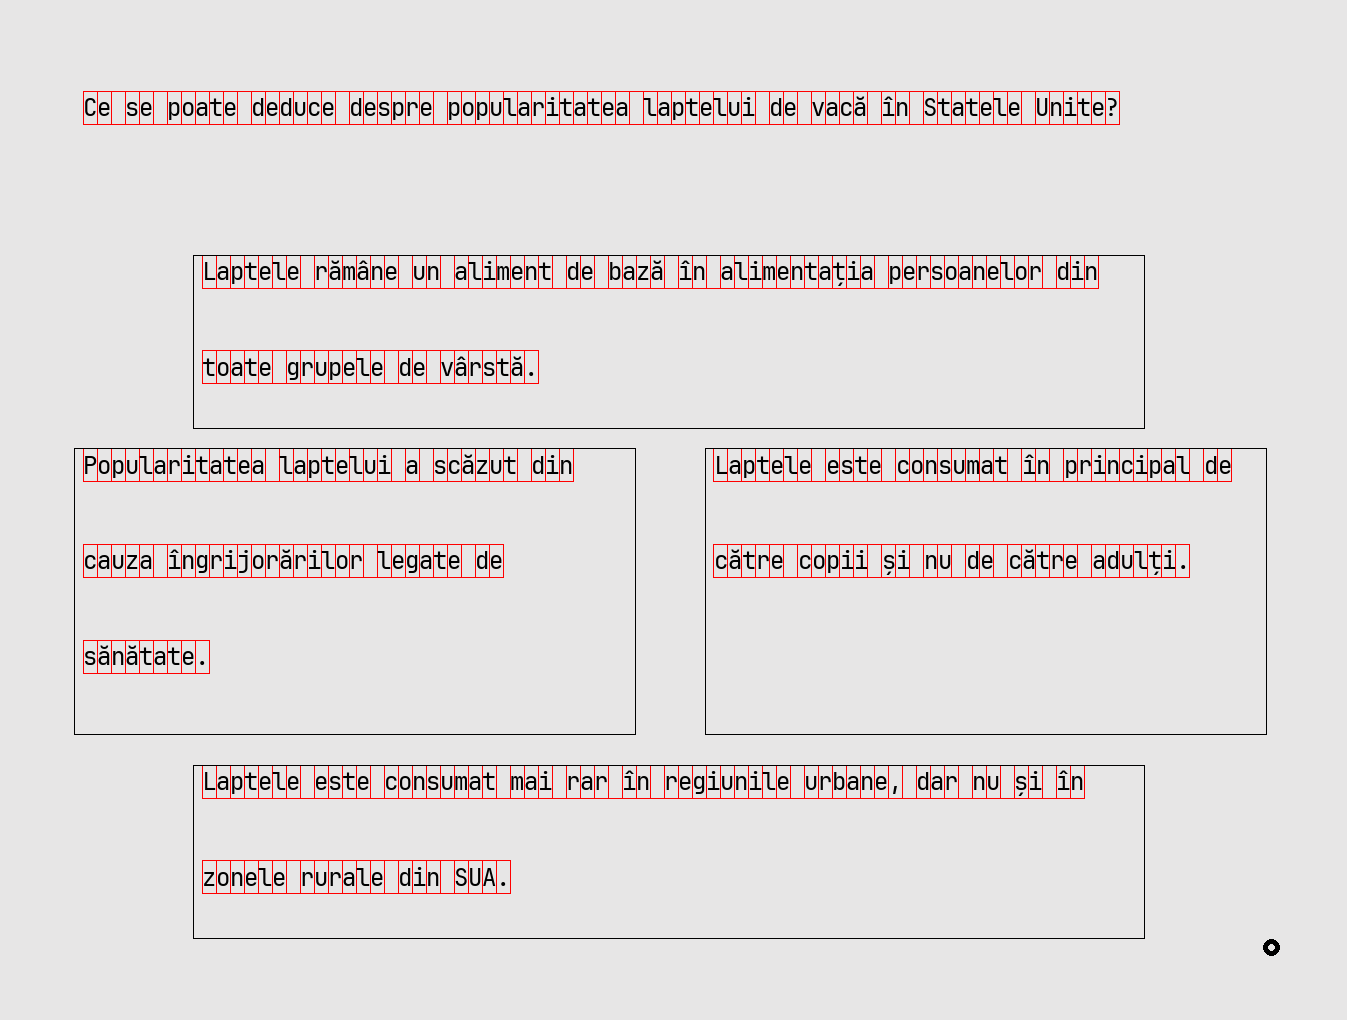 Ce se poate deduce despre popularitatea laptelui de vacă în Statele Unite?
Laptele rămâne un aliment de bază în alimentația persoanelor din
toate grupele de vârstă.
Popularitatea laptelui a scăzut din
cauza îngrijorărilor legate de
sănătate.
Laptele este consumat în principal de
către copii și nu de către adulți.
Laptele este consumat mai rar în regiunile urbane, dar nu și în
zonele rurale din SUA.